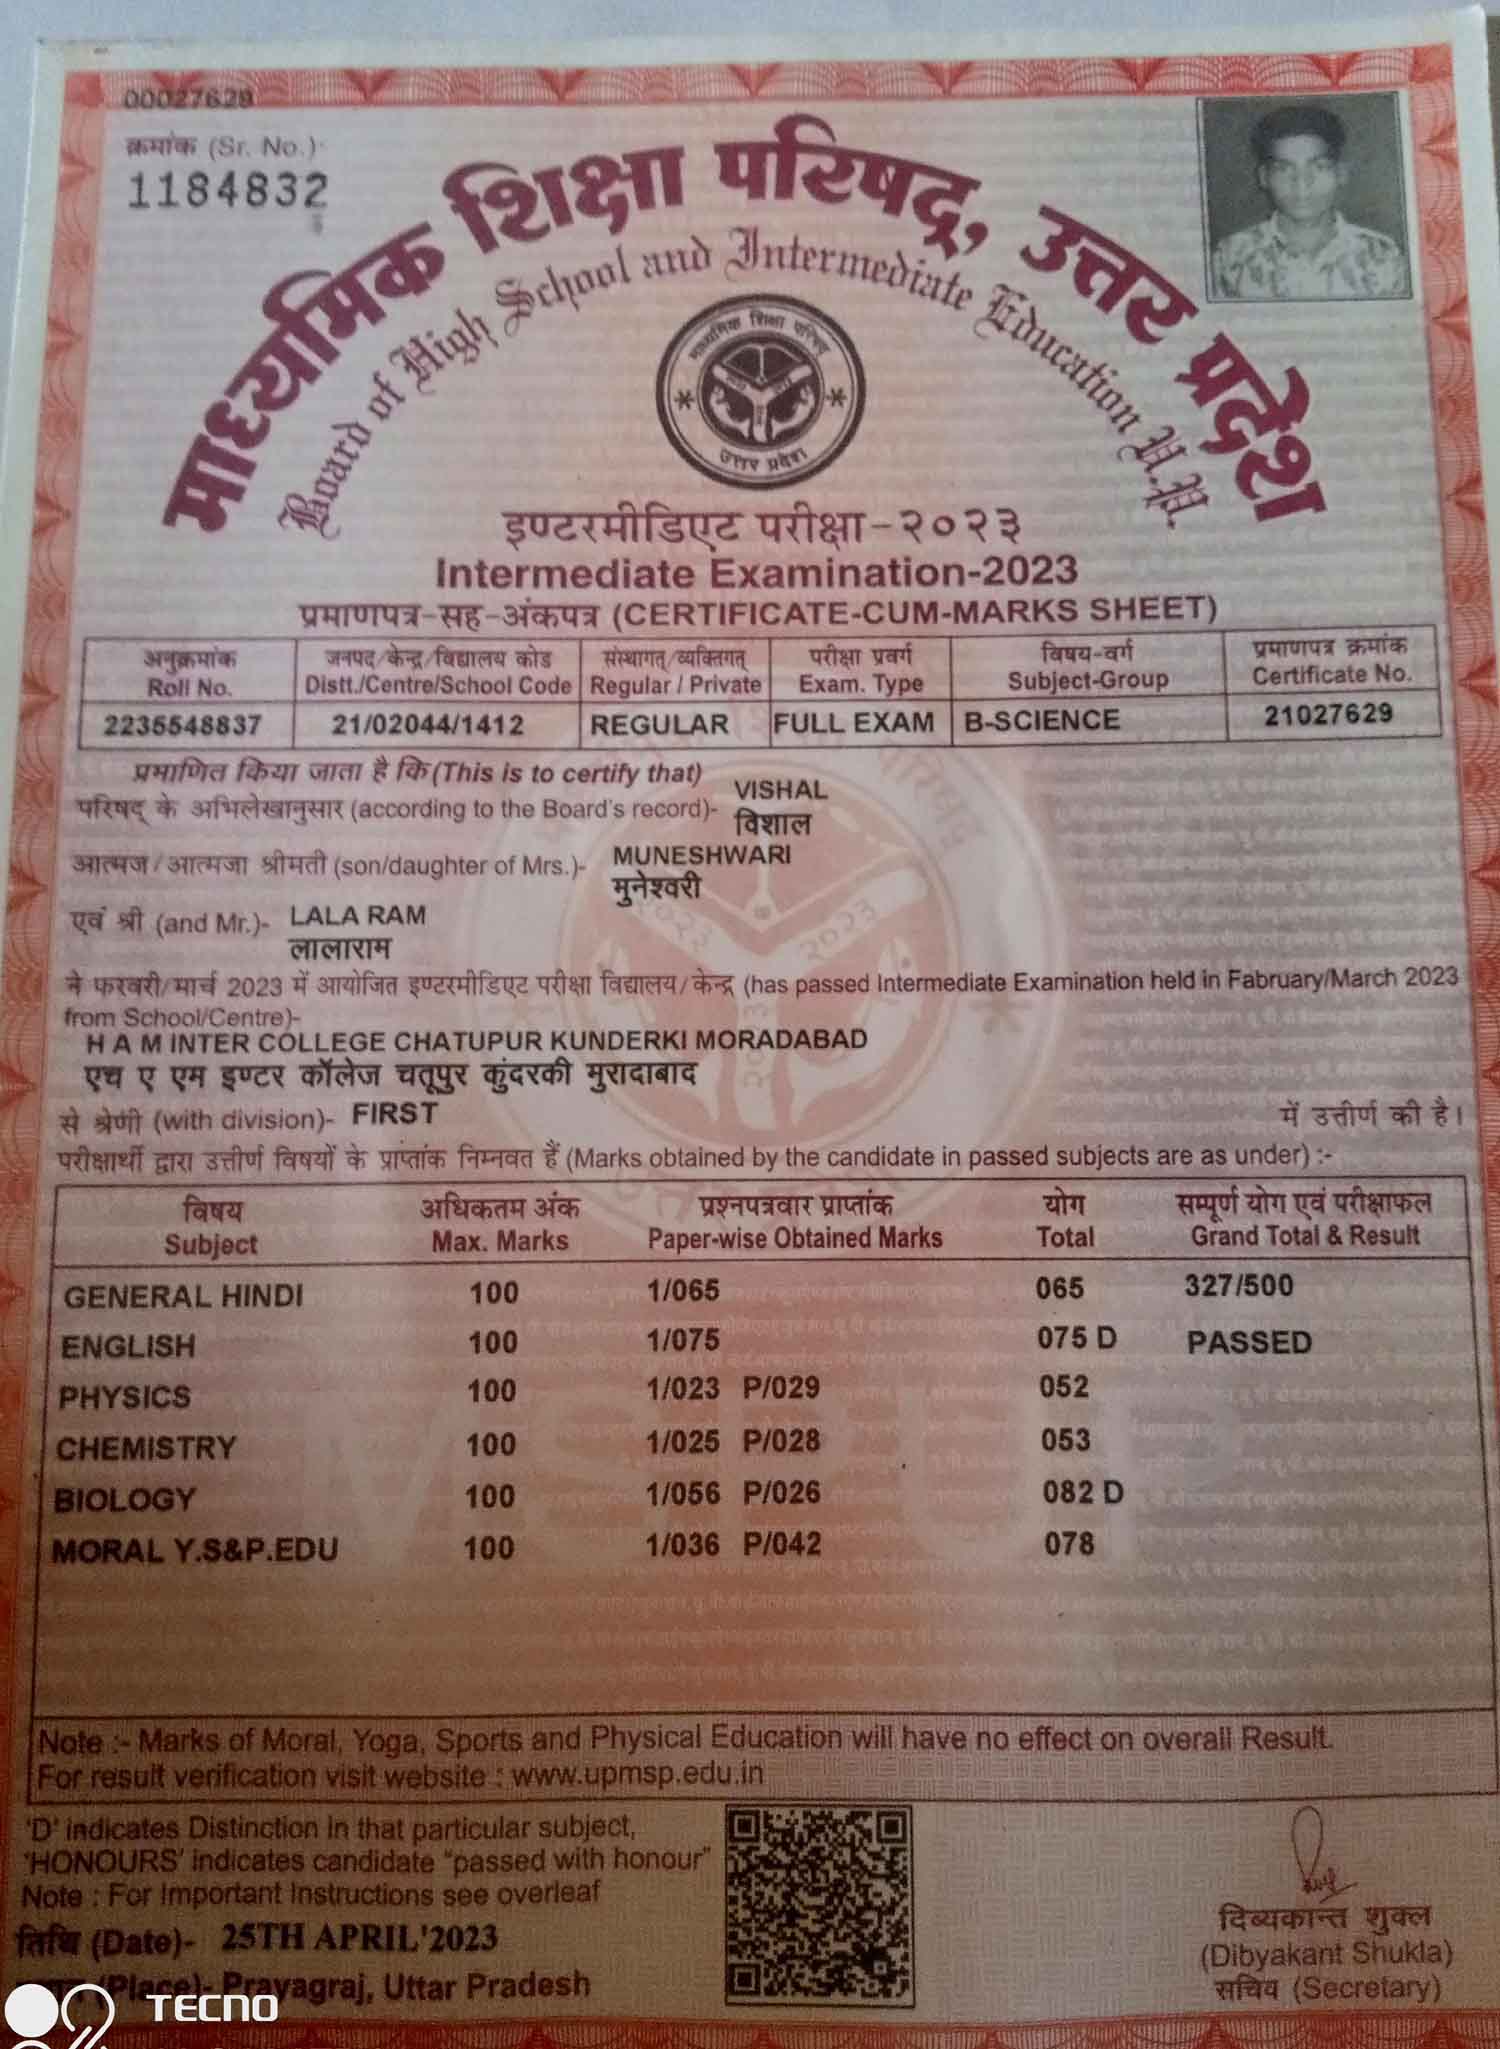 00027629
क्रमांक (Sr. No.)
1184832
माध्यमिक शिक्षा परिषद्, उत्तर प्रदेश
Board of High School and Intermediate Education U.P.
माध्यमिक शिक्षा परिषद्
उत्तर प्रदेश
इण्टरमीडिएट परीक्षा-२०२३
Intermediate Examination-2023
प्रमाणपत्र-सह-अंकपत्र (CERTIFICATE-CUM-MARKS SHEET)
अनुक्रमांक जनपद/केन्द्र/विद्यालय कोड संस्थागत/व्यक्तिगत् परीक्षा प्रवर्ग विषय-वर्ग प्रमाणपत्र क्रमांक
Roll No. Distt./Centre/School Code Regular / Private Exam. Type Subject-Group Certificate No.
2235548837 21/02044/1412 REGULAR FULL EXAM B-SCIENCE 21027629
प्रमाणित किया जाता है कि (This is to certify that)
परिषद् के अभिलेखानुसार (according to the Board's record)- VISHAL
विशाल
आत्मज/आत्मजा श्रीमती (son/daughter of Mrs.)- MUNESHWARI
मुनेश्वरी
एवं श्री (and Mr.)- LALA RAM
लालाराम
ने फरवरी/मार्च 2023 में आयोजित इण्टरमीडिएट परीक्षा विद्यालय/केन्द्र (has passed Intermediate Examination held in Fabruary/March 2023
from School/Centre)-
H A M INTER COLLEGE CHATUPUR KUNDERKI MORADABAD
एच ए एम इण्टर कॉलेज चतूपुर कुंदरकी मुरादाबाद
से श्रेणी (with division)- FIRST में उत्तीर्ण की है।
परीक्षार्थी द्वारा उत्तीर्ण विषयों के प्राप्तांक निम्नवत हैं (Marks obtained by the candidate in passed subjects are as under) :-
विषय अधिकतम अंक प्रश्नपत्रवार प्राप्तांक योग सम्पूर्ण योग एवं परीक्षाफल
Subject Max. Marks Paper-wise Obtained Marks Total Grand Total & Result
GENERAL HINDI 100 1/065 065 327/500
ENGLISH 100 1/075 075 D PASSED
PHYSICS 100 1/023 P/029 052
CHEMISTRY 100 1/025 P/028 053
BIOLOGY 100 1/056 P/026 082 D
MORAL Y.S&P.EDU 100 1/036 P/042 078
Note :- Marks of Moral, Yoga, Sports and Physical Education will have no effect on overall Result.
For result verification visit website : www.upmsp.edu.in
'D' indicates Distinction in that particular subject,
'HONOURS' indicates candidate "passed with honour"
Note : For Important Instructions see overleaf
तिथि (Date)- 25TH APRIL'2023
(Place)- Prayagraj, Uttar Pradesh
दिब्यकान्त शुक्ल
(Dibyakant Shukla)
सचिव (Secretary)
TECNO